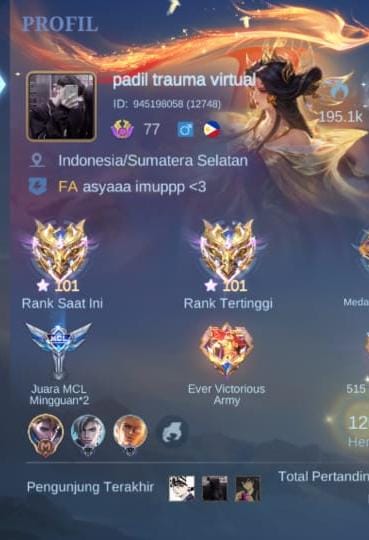 PROFIL
padil trauma virtual
ID: 945198058 (12748)
195.1k
77
Indonesia/Sumatera Selatan
FA asyaaa imuppp <3
101
101
Rank Saat Ini
Rank Tertinggi
Meda
MCL
Juara MCL
Mingguan*2
Ever Victorious
Army
515
12
Her
Pengunjung Terakhir
Total Pertandin